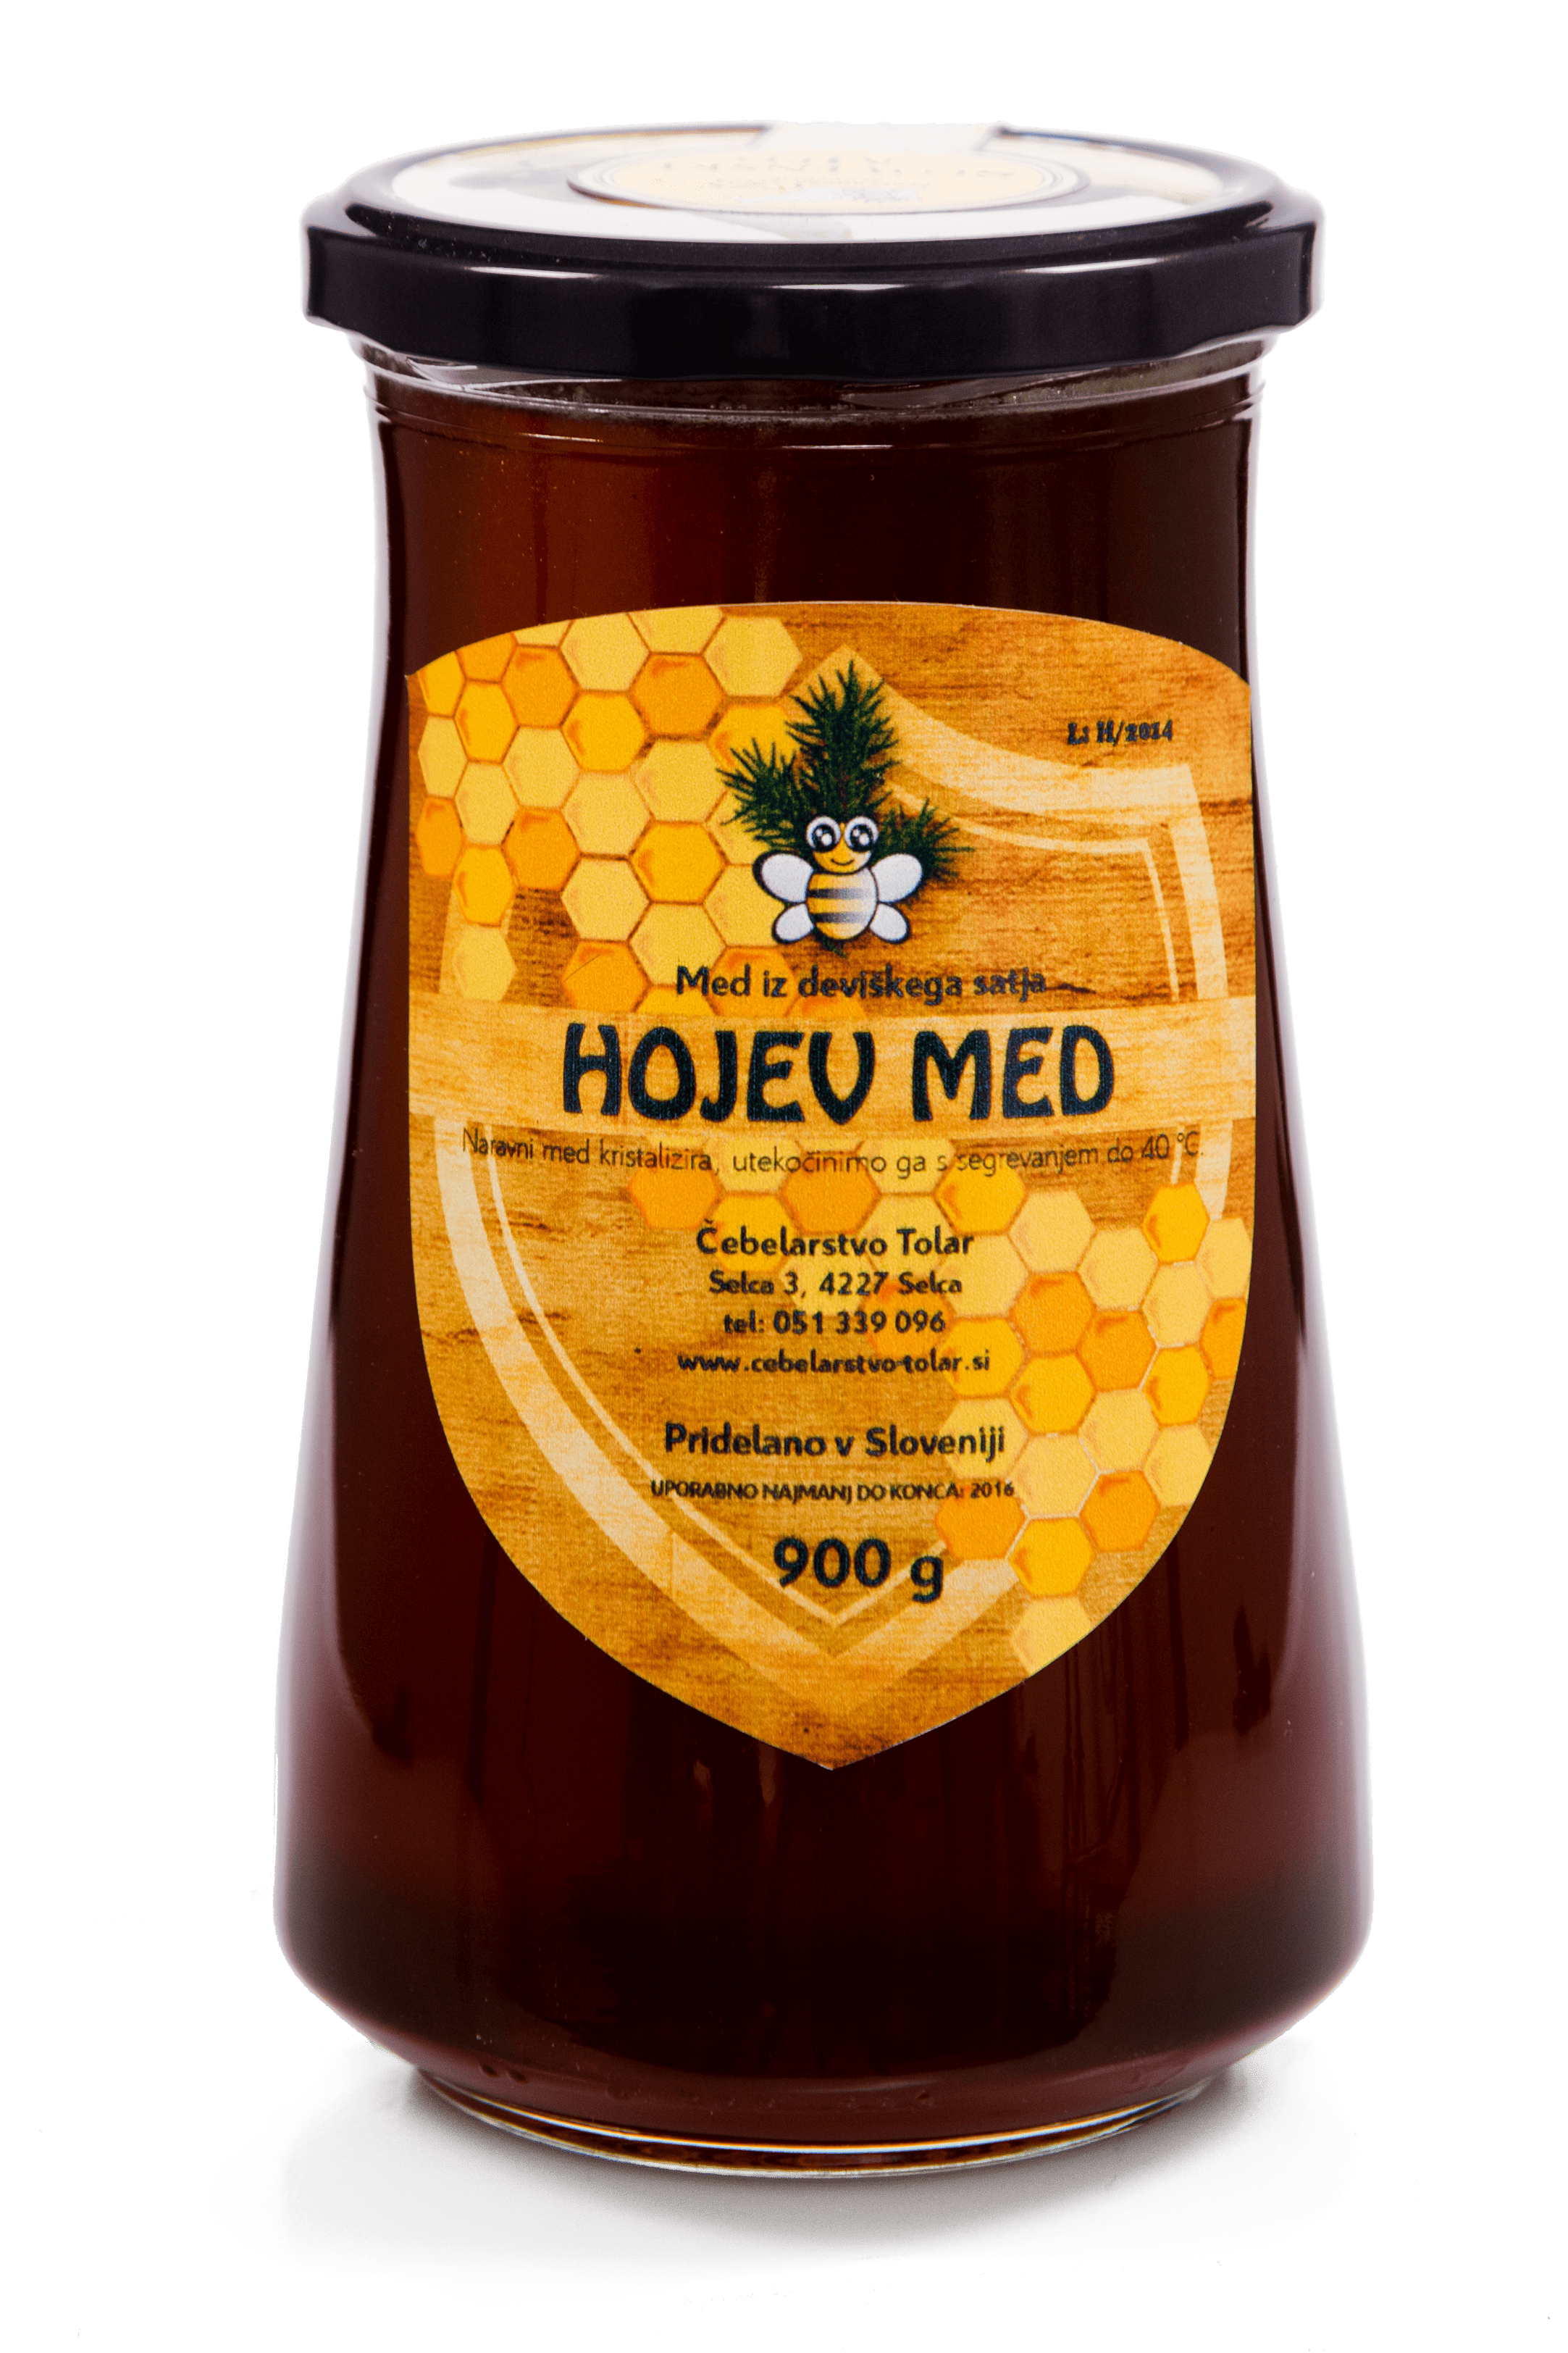 L: H/2014
Med iz deviškega satja
HOJEV MED
Naravni med kristalizira, utekočinimo ga s segrevanjem do 40 °C.
Čebelarstvo Tolar
Selca 3, 4227 Selca
tel: 051 339 096
www.cebelarstvo-tolar.si
Pridelano v Sloveniji
UPORABNO NAJMANJ DO KONCA: 2016
900 g